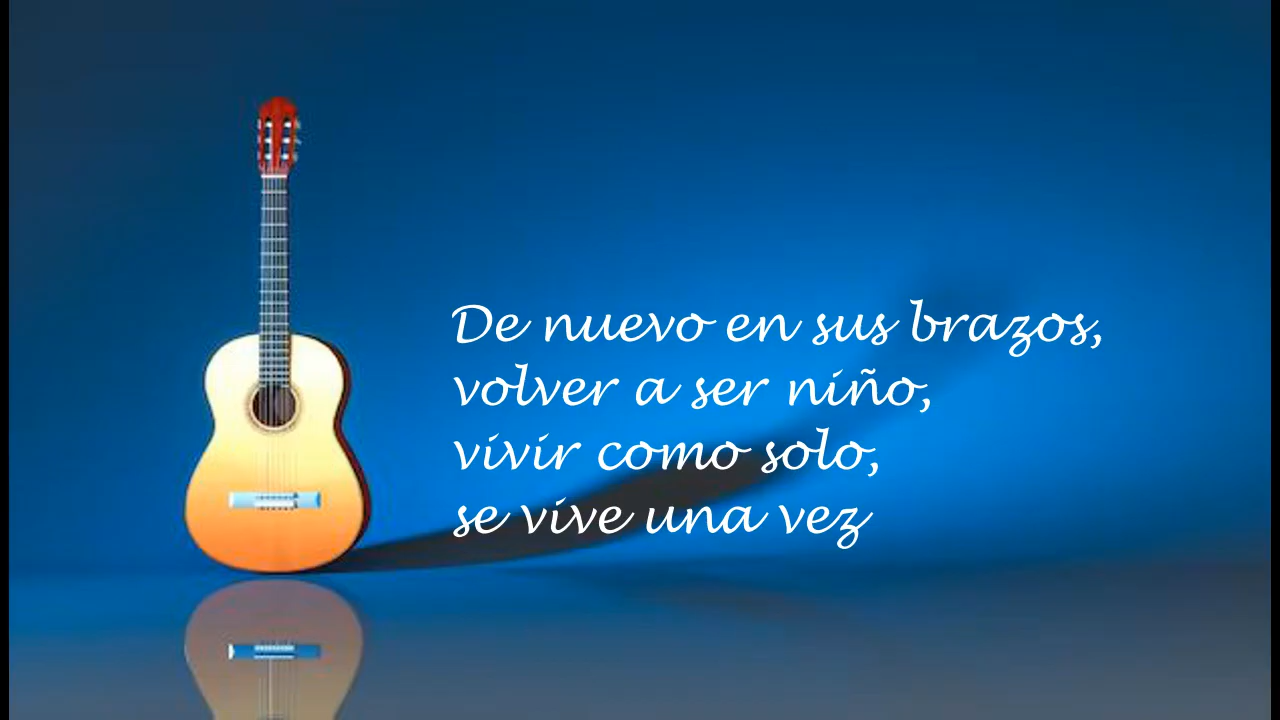 De nuevo en sus brazos,
volver a ser niño,
vivir como solo,
se vive una vez